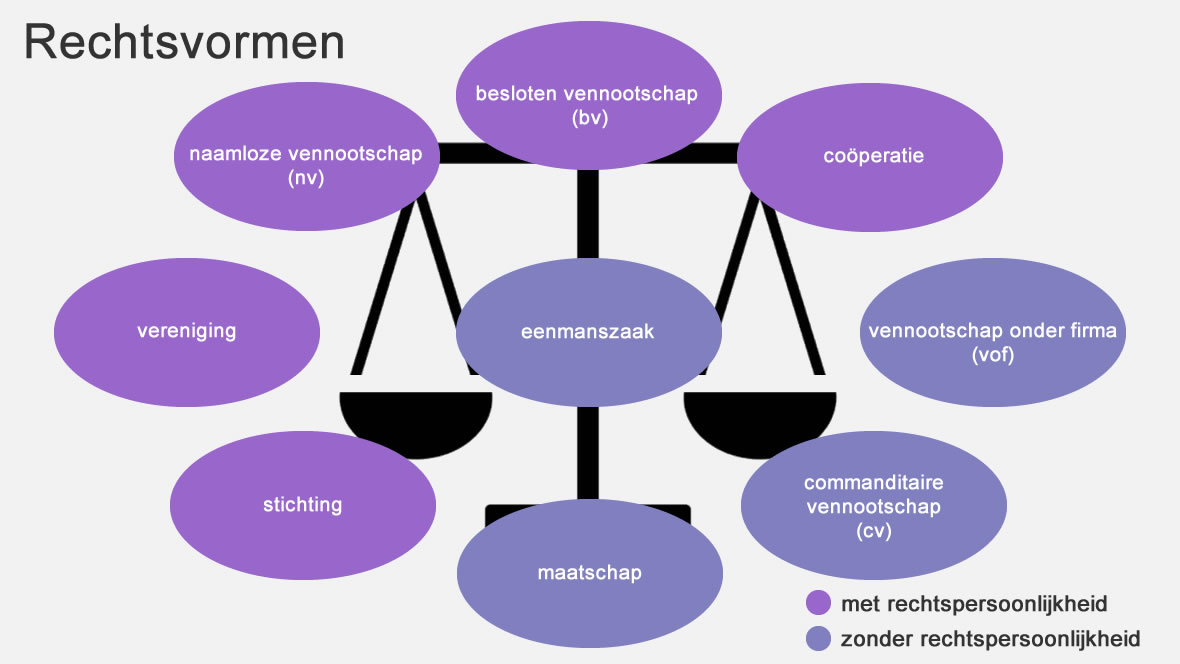 Rechtsvormen
besloten vennootschap
(bv)
naamloze vennootschap
(nv)
coöperatie
vereniging
eenmanszaak
vennootschap onder firma
(vof)
stichting
commanditaire
vennootschap
(cv)
maatschap
met rechtspersoonlijkheid
zonder rechtspersoonlijkheid